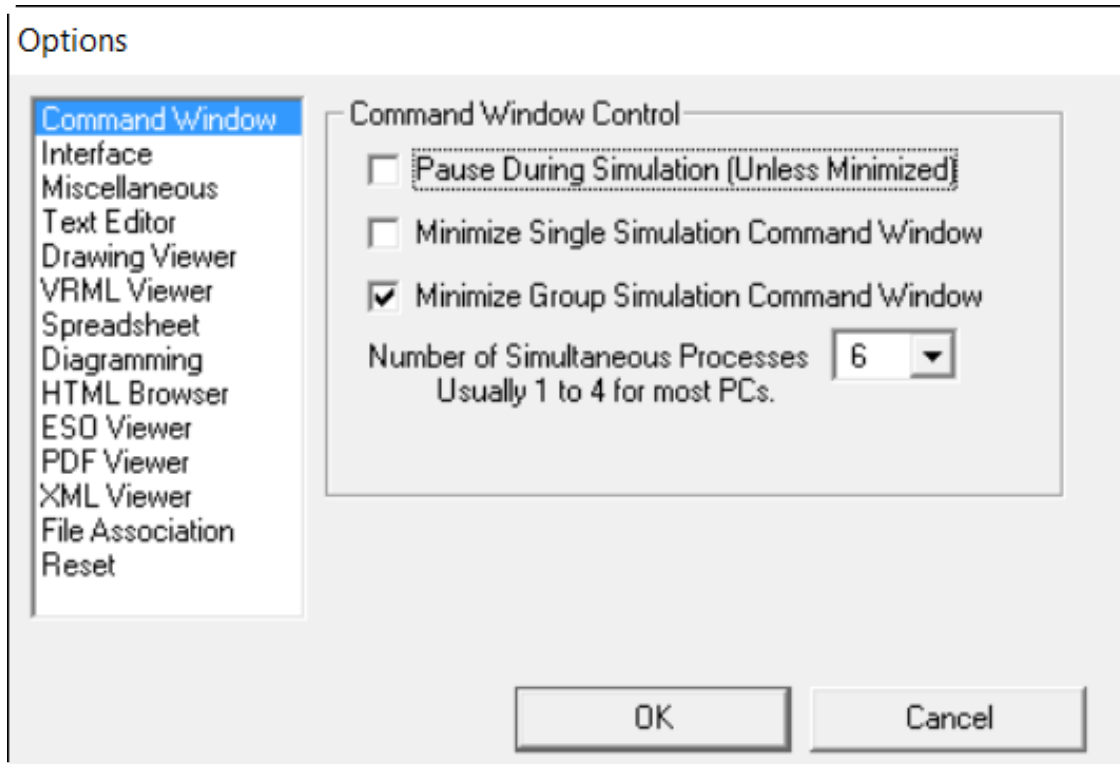 Options
Command Window
Interface
Miscellaneous
Text Editor
Drawing Viewer
VRML Viewer
Spreadsheet
Diagramming
HTML Browser
ESO Viewer
PDF Viewer
XML Viewer
File Association
Reset
Command Window Control
Pause During Simulation (Unless Minimized)
Minimize Single Simulation Command Window
Minimize Group Simulation Command Window
Number of Simultaneous Processes 6
Usually 1 to 4 for most PCs.
OK Cancel